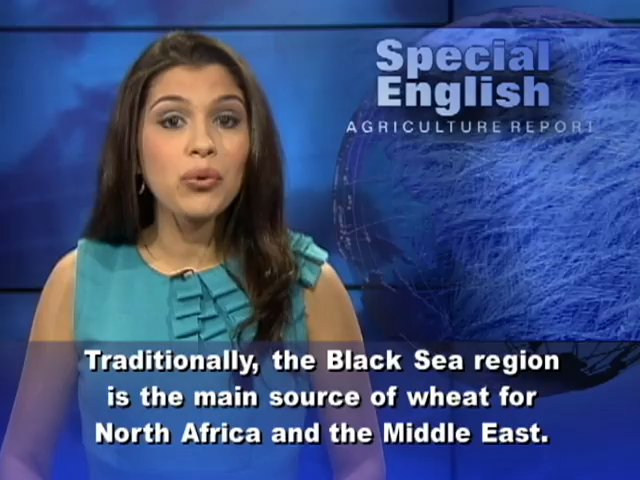 Special
English
AGRICULTURE REPORT
Traditionally, the Black Sea region
is the main source of wheat for
North Africa and the Middle East.